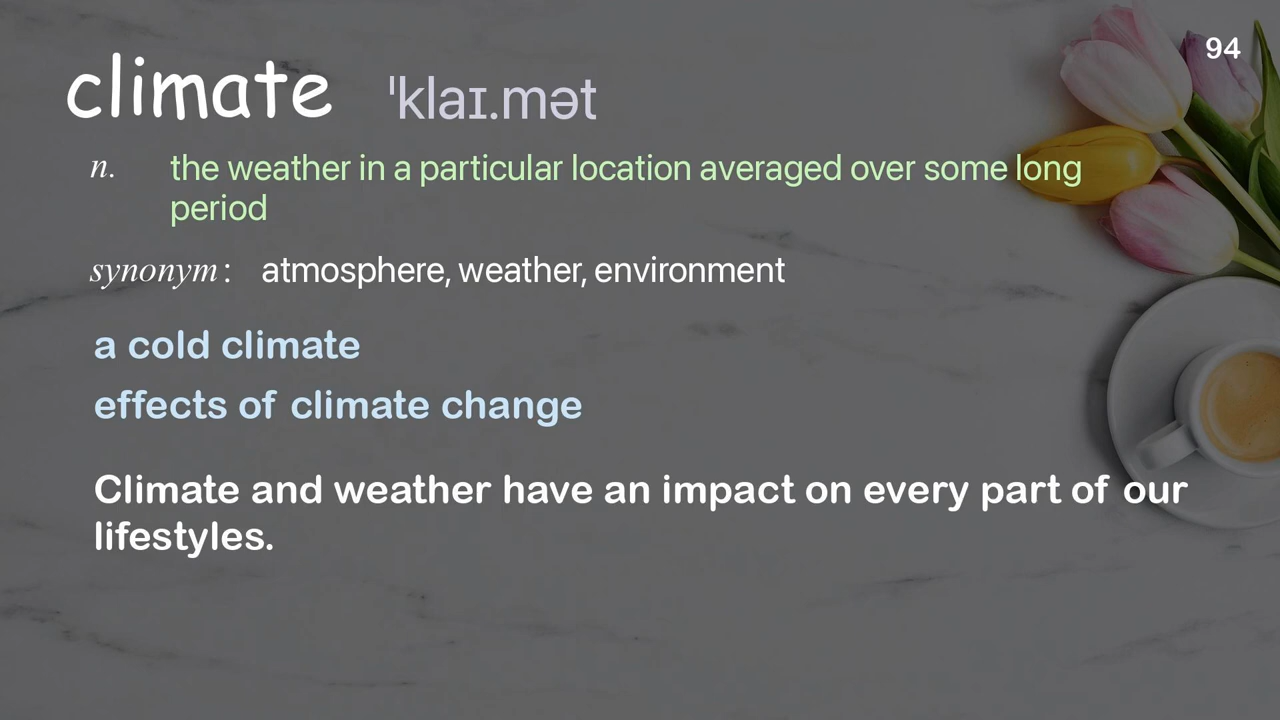 94
climate ˈklaɪ.mət
n. the weather in a particular location averaged over some long
period
synonym: atmosphere, weather, environment
a cold climate
effects of climate change
Climate and weather have an impact on every part of our
lifestyles.